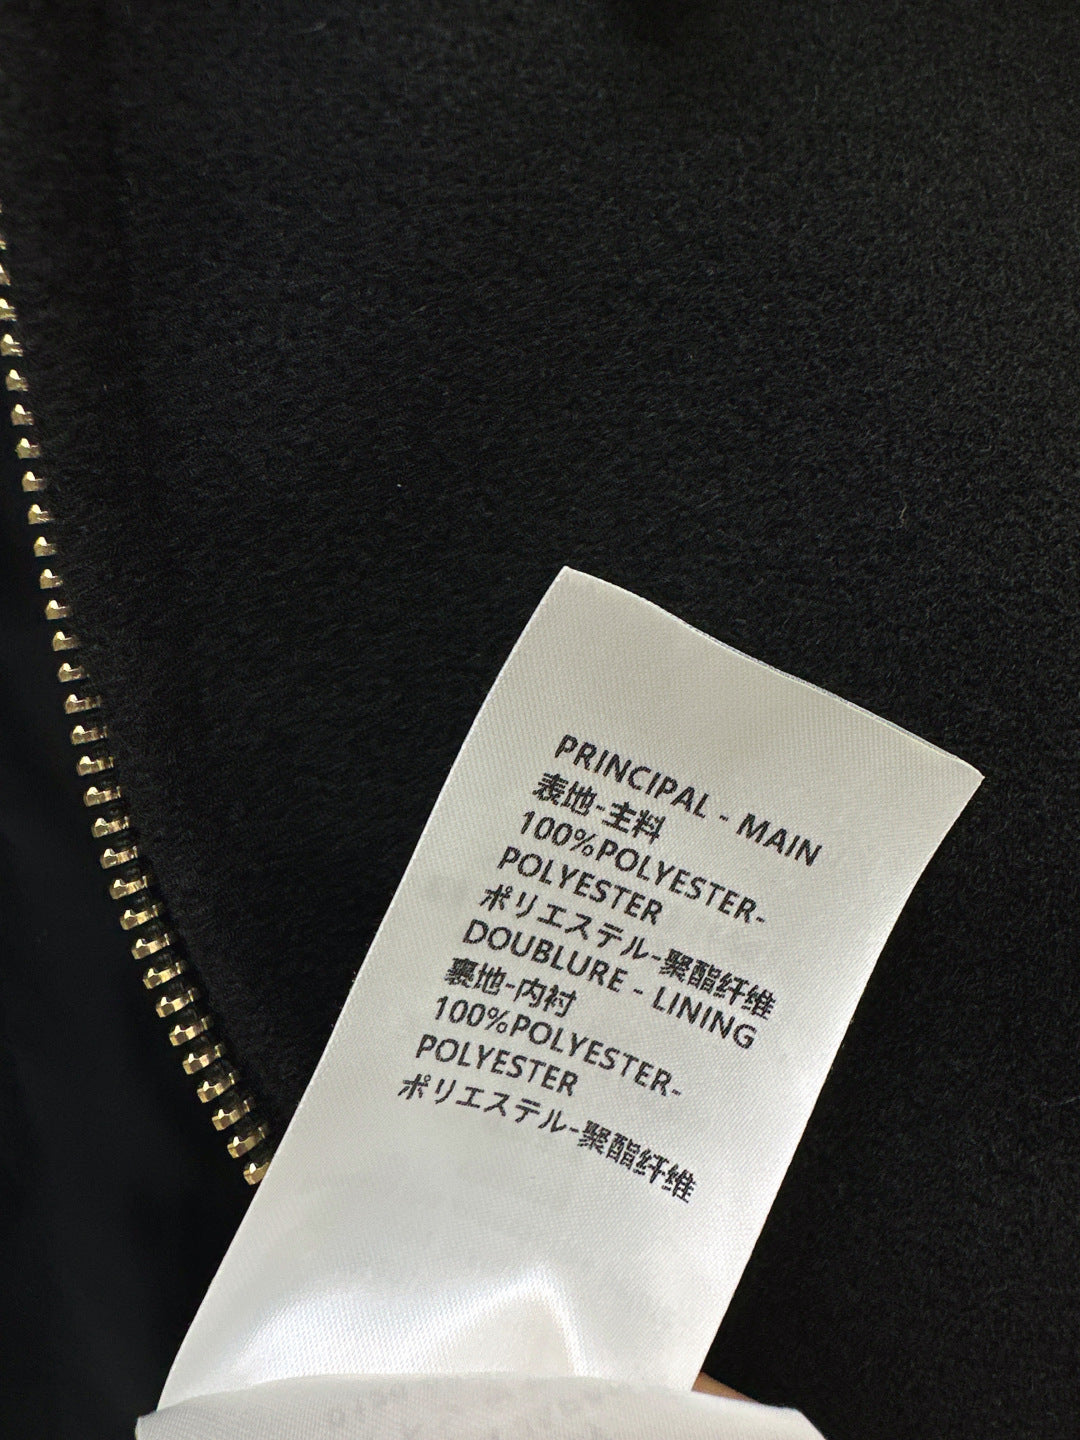 PRINCIPAL - MAIN
表地-主料
100%POLYESTER-
POLYESTER
ポリエステル-聚酯纤维
DOUBLURE - LINING
裏地-内衬
100%POLYESTER-
POLYESTER
ポリエステル-聚酯纤维